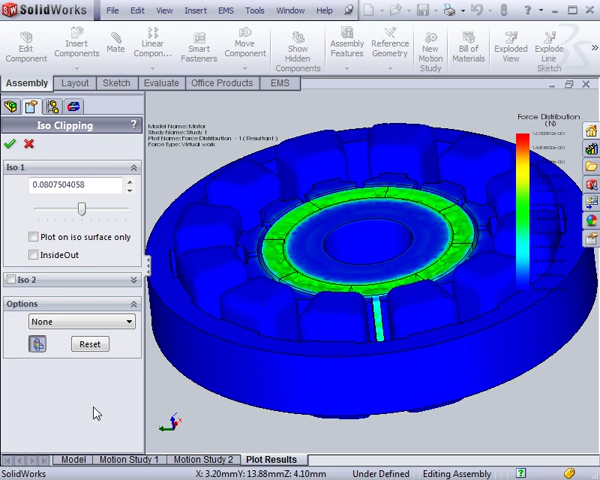 SW SolidWorks File Edit View Insert EMS Tools Window Help
Edit Component
Insert Components
Mate
Linear Compon...
Smart Fasteners
Move Component
Show Hidden Components
Assembly Features
Reference Geometry
New Motion Study
Bill of Materials
Exploded View
Explode Line Sketch
Assembly Layout Sketch Evaluate Office Products EMS
Iso Clipping ?
Iso 1
0.0807504058
Plot on iso surface only
InsideOut
Iso 2
Options
None
Reset
Model Name:Motor
Study Name: Study 1
Plot Name:Force Distribution - 1 ( Resultant )
Force type: Virtual work
Force Distribution
(N)
Model Motion Study 1 Motion Study 2 Plot Results
SolidWorks X: 3.20mmY: 13.88mmZ: 4.10mm Under Defined Editing Assembly ?